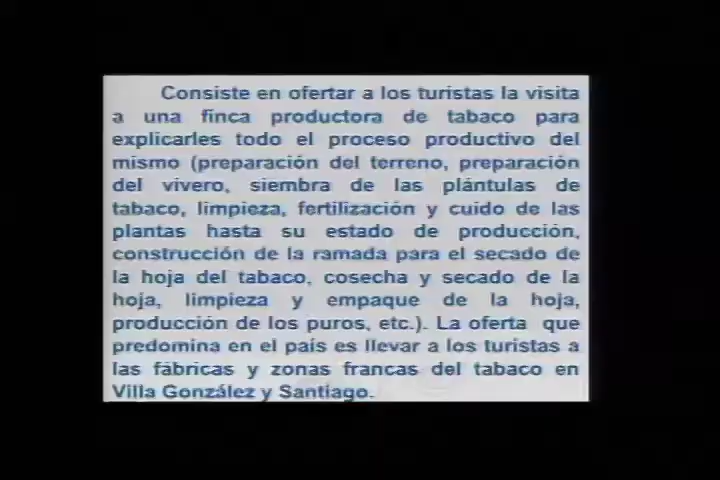 Consiste en ofertar a los turistas la visita
a una finca productora de tabaco para
explicarles todo el proceso productivo del
mismo (preparación del terreno, preparación
del vivero, siembra de las plántulas de
tabaco, limpieza, fertilización y cuido de las
plantas hasta su estado de producción,
construcción de la ramada para el secado de
la hoja del tabaco, cosecha y secado de la
hoja, limpieza y empaque de la hoja,
producción de los puros, etc.). La oferta que
predomina en el país es llevar a los turistas a
las fábricas y zonas francas del tabaco en
Villa González y Santiago.